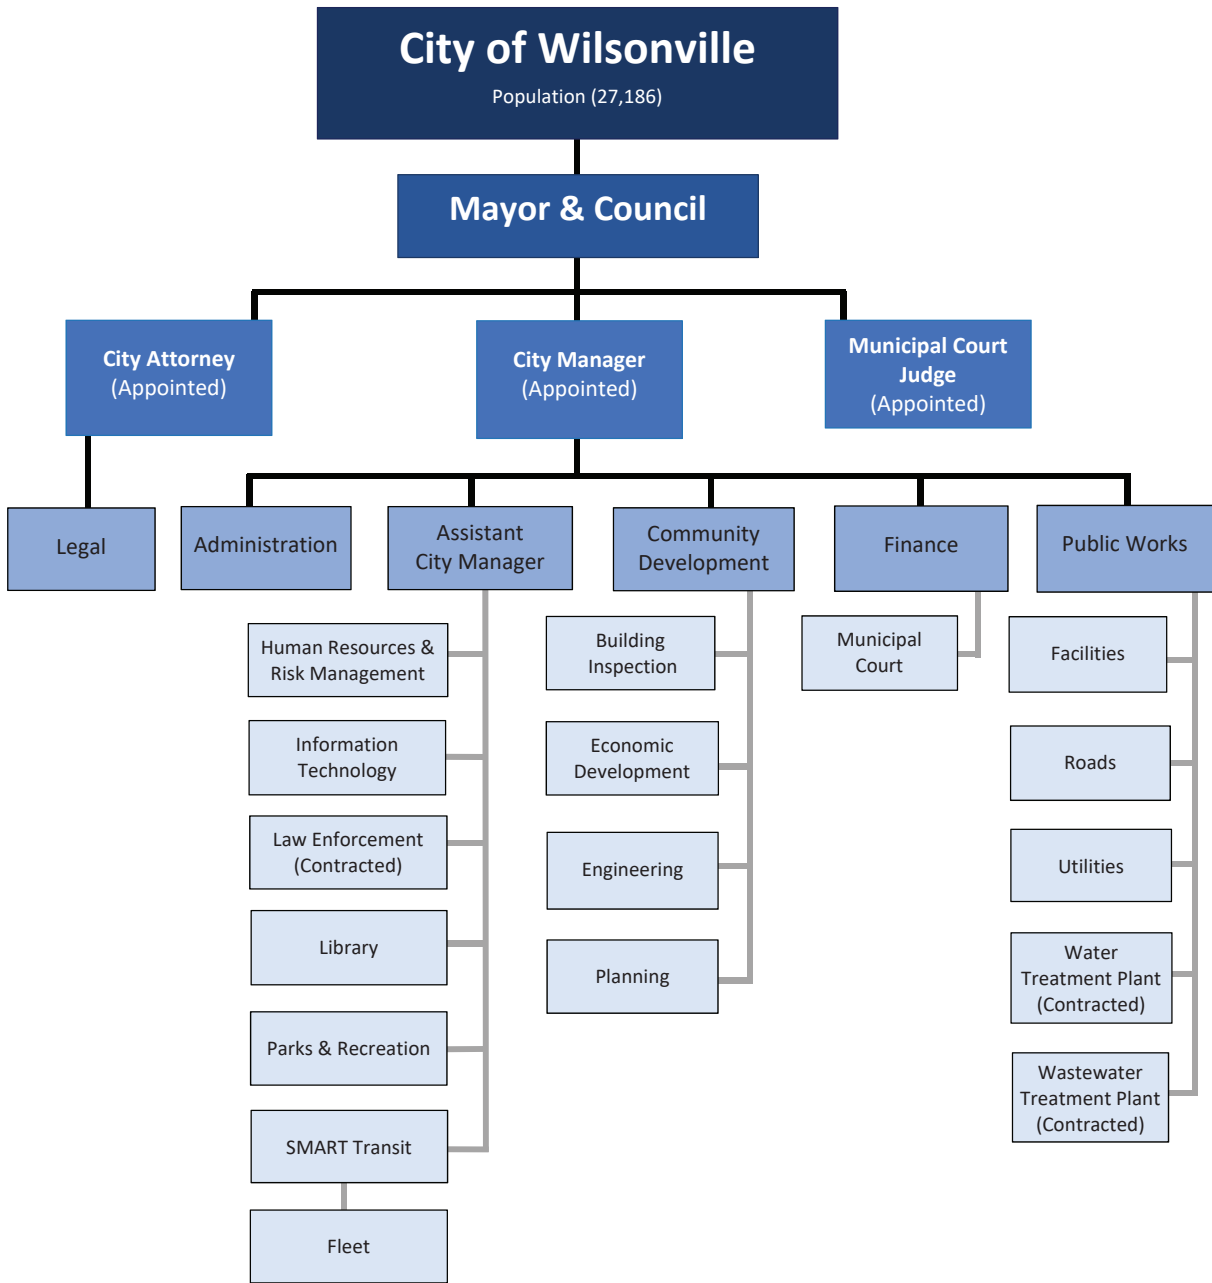 City of Wilsonville
Population (27,186)
Mayor & Council
City Attorney
(Appointed)
City Manager
(Appointed)
Municipal Court
Judge
(Appointed)
Legal
Administration
Assistant
City Manager
Community
Development
Finance
Public Works
Human Resources &
Risk Management
Information
Technology
Law Enforcement
(Contracted)
Library
Parks & Recreation
SMART Transit
Fleet
Building
Inspection
Economic
Development
Engineering
Planning
Municipal
Court
Facilities
Roads
Utilities
Water
Treatment Plant
(Contracted)
Wastewater
Treatment Plant
(Contracted)